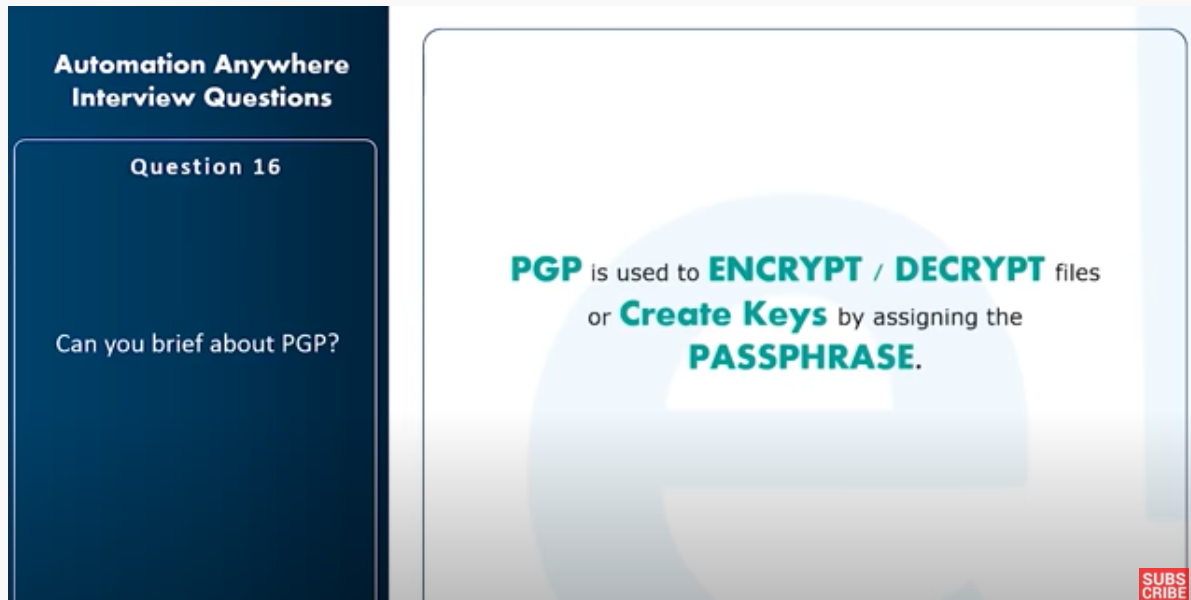 Automation Anywhere
Interview Questions
Question 16
Can you brief about PGP?
PGP is used to ENCRYPT / DECRYPT files
or Create Keys by assigning the
PASSPHRASE.
SUBS
CRIBE